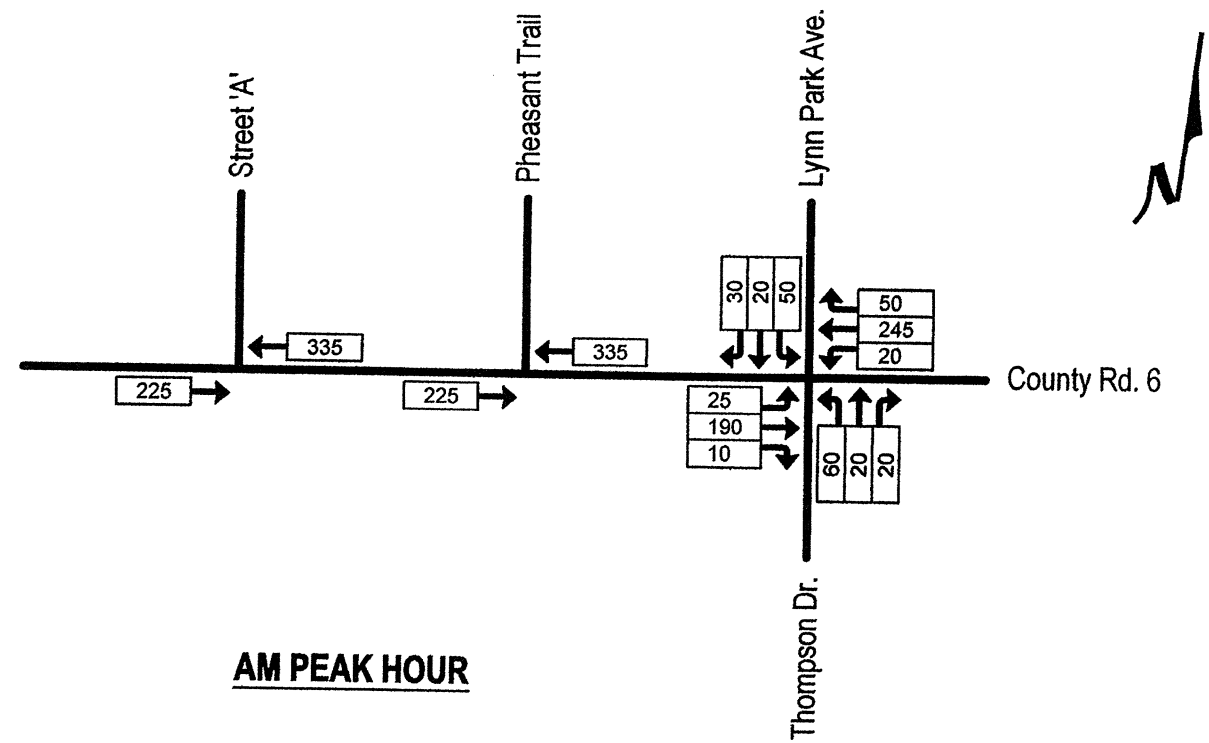 Street 'A'
Pheasant Trail
Lynn Park Ave.
N
30
20
50
50
245
20
335
335
225
225
25
190
10
County Rd. 6
60
20
20
Thompson Dr.
AM PEAK HOUR